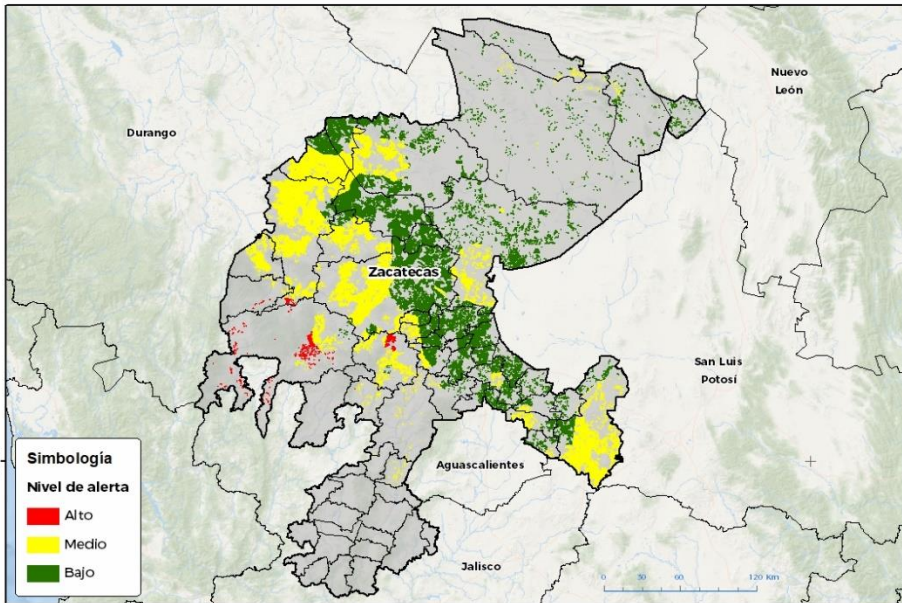 Nuevo
León
Durango
Zacatecas
San Luis
Potosí
Aguascalientes
Jalisco
Simbología
Nivel de alerta
Alto
Medio
Bajo
0 30 60 120 Km